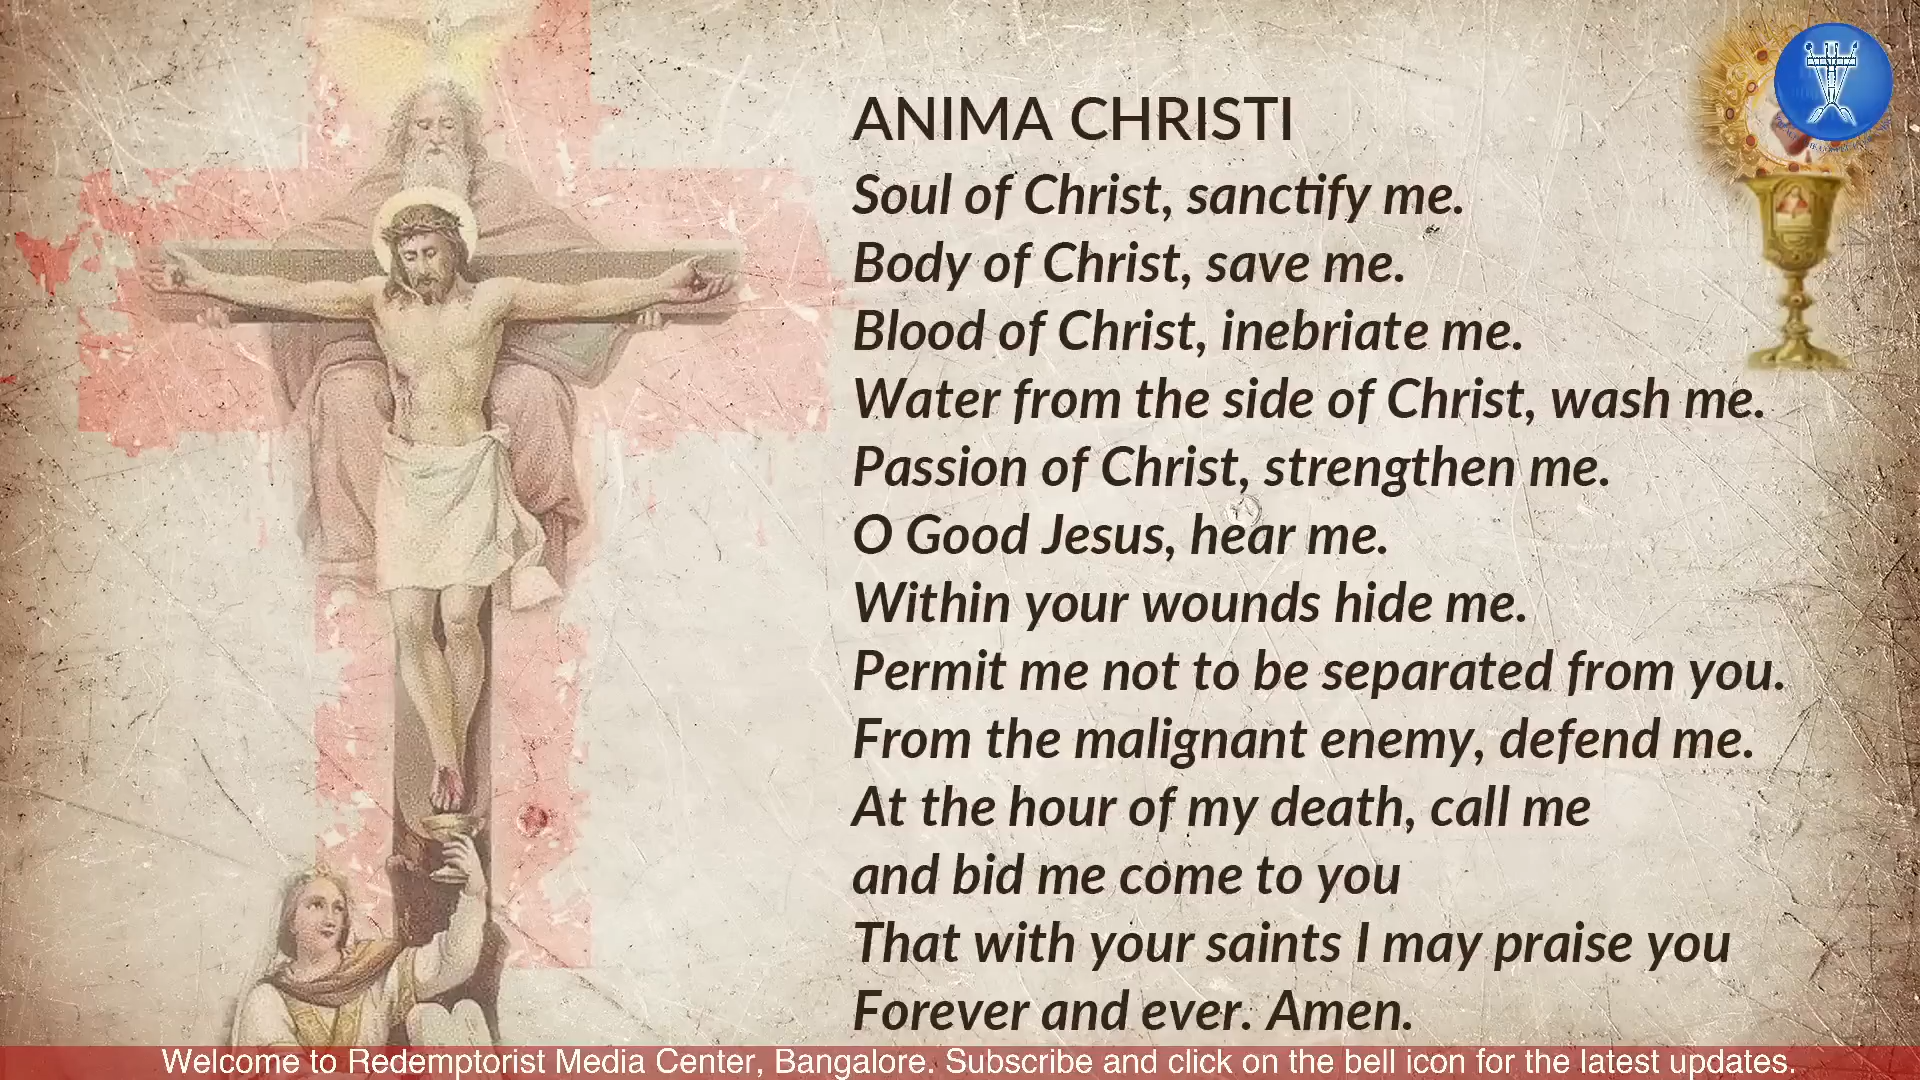 ANIMA CHRISTI
Soul of Christ, sanctify me.
Body of Christ, save me.
Blood of Christ, inebriate me.
Water from the side of Christ, wash me.
Passion of Christ, strengthen me.
O Good Jesus, hear me.
Within your wounds hide me.
Permit me not to be separated from you.
From the malignant enemy, defend me.
At the hour of my death, call me
and bid me come to you
That with your saints I may praise you
Forever and ever. Amen.
Welcome to Redemptorist Media Center, Bangalore. Subscribe and click on the bell icon for the latest updates.